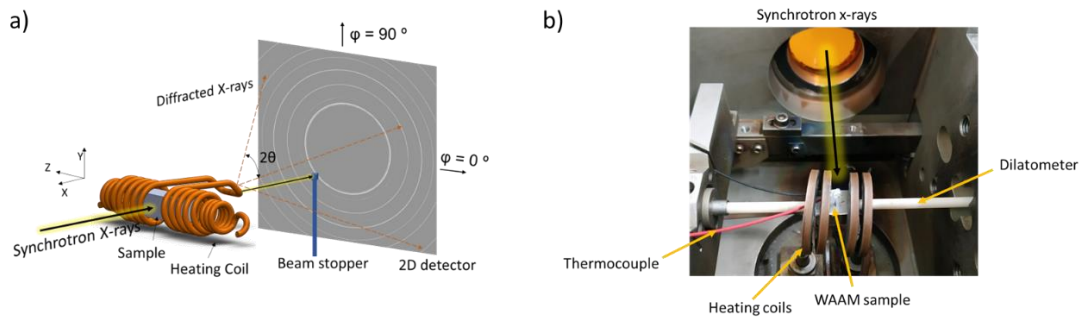 a)
φ = 90 º
Diffracted X-rays
2θ
φ = 0 º
Z
Y
X
Synchrotron X-rays
Sample
Heating Coil
Beam stopper
2D detector
b)
Synchrotron x-rays
Dilatometer
Thermocouple
Heating coils
WAAM sample